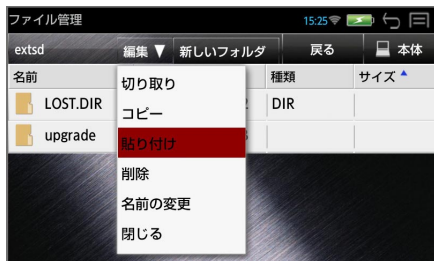 ファイル管理 15:25
extsd 編集 ▼ 新しいフォルダ 戻る 本体
名前 種類 サイズ
LOST.DIR 2 DIR
upgrade
切り取り
コピー
貼り付け
削除
名前の変更
閉じる